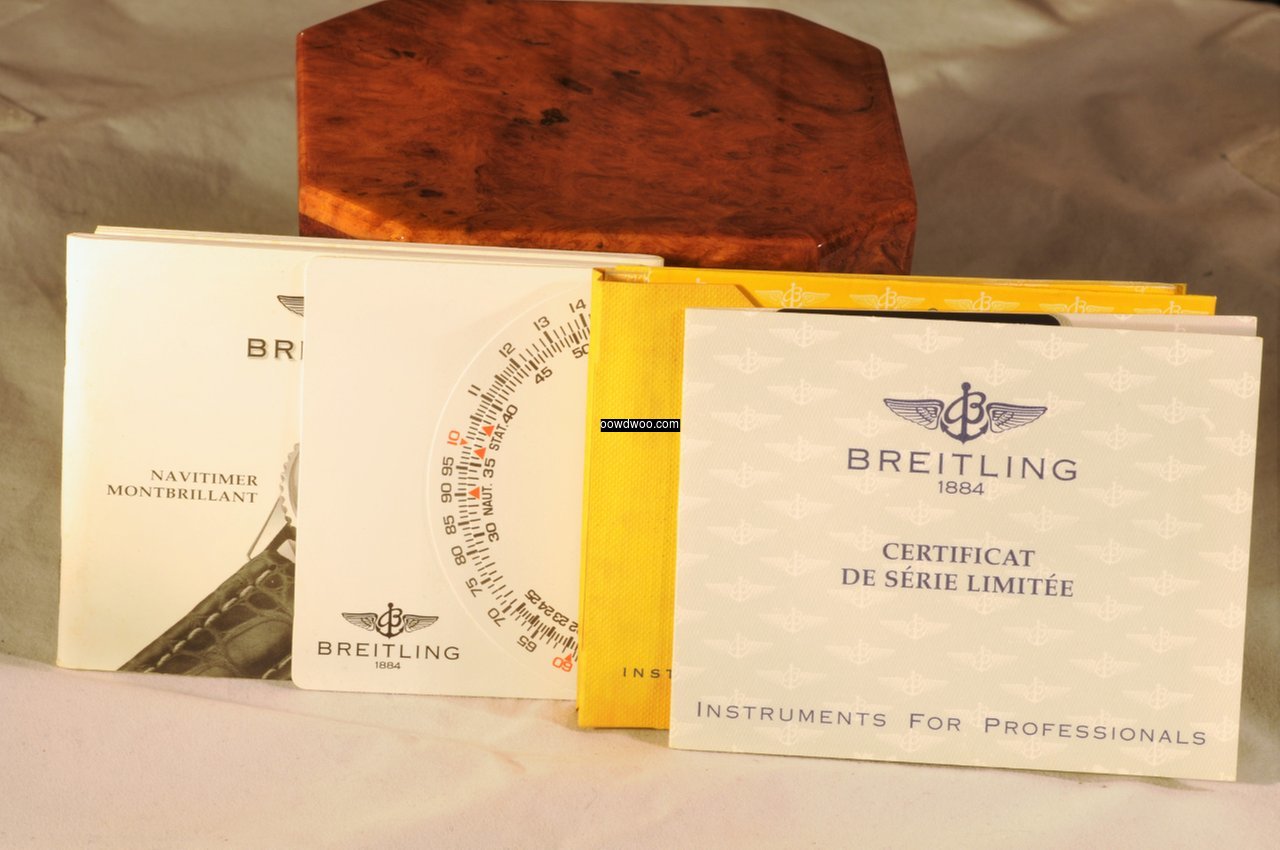 BR
NAVITIMER
MONTBRILLANT
14
13
12
11
10
95
90
85
80
75
70
65
60
50
45
STAT. 40
35
NAUT.
30
25
24
23
22
BREITLING
1884
INST
oowdwoo.com
BREITLING
1884
CERTIFICAT
DE SÉRIE LIMITÉE
INSTRUMENTS FOR PROFESSIONALS